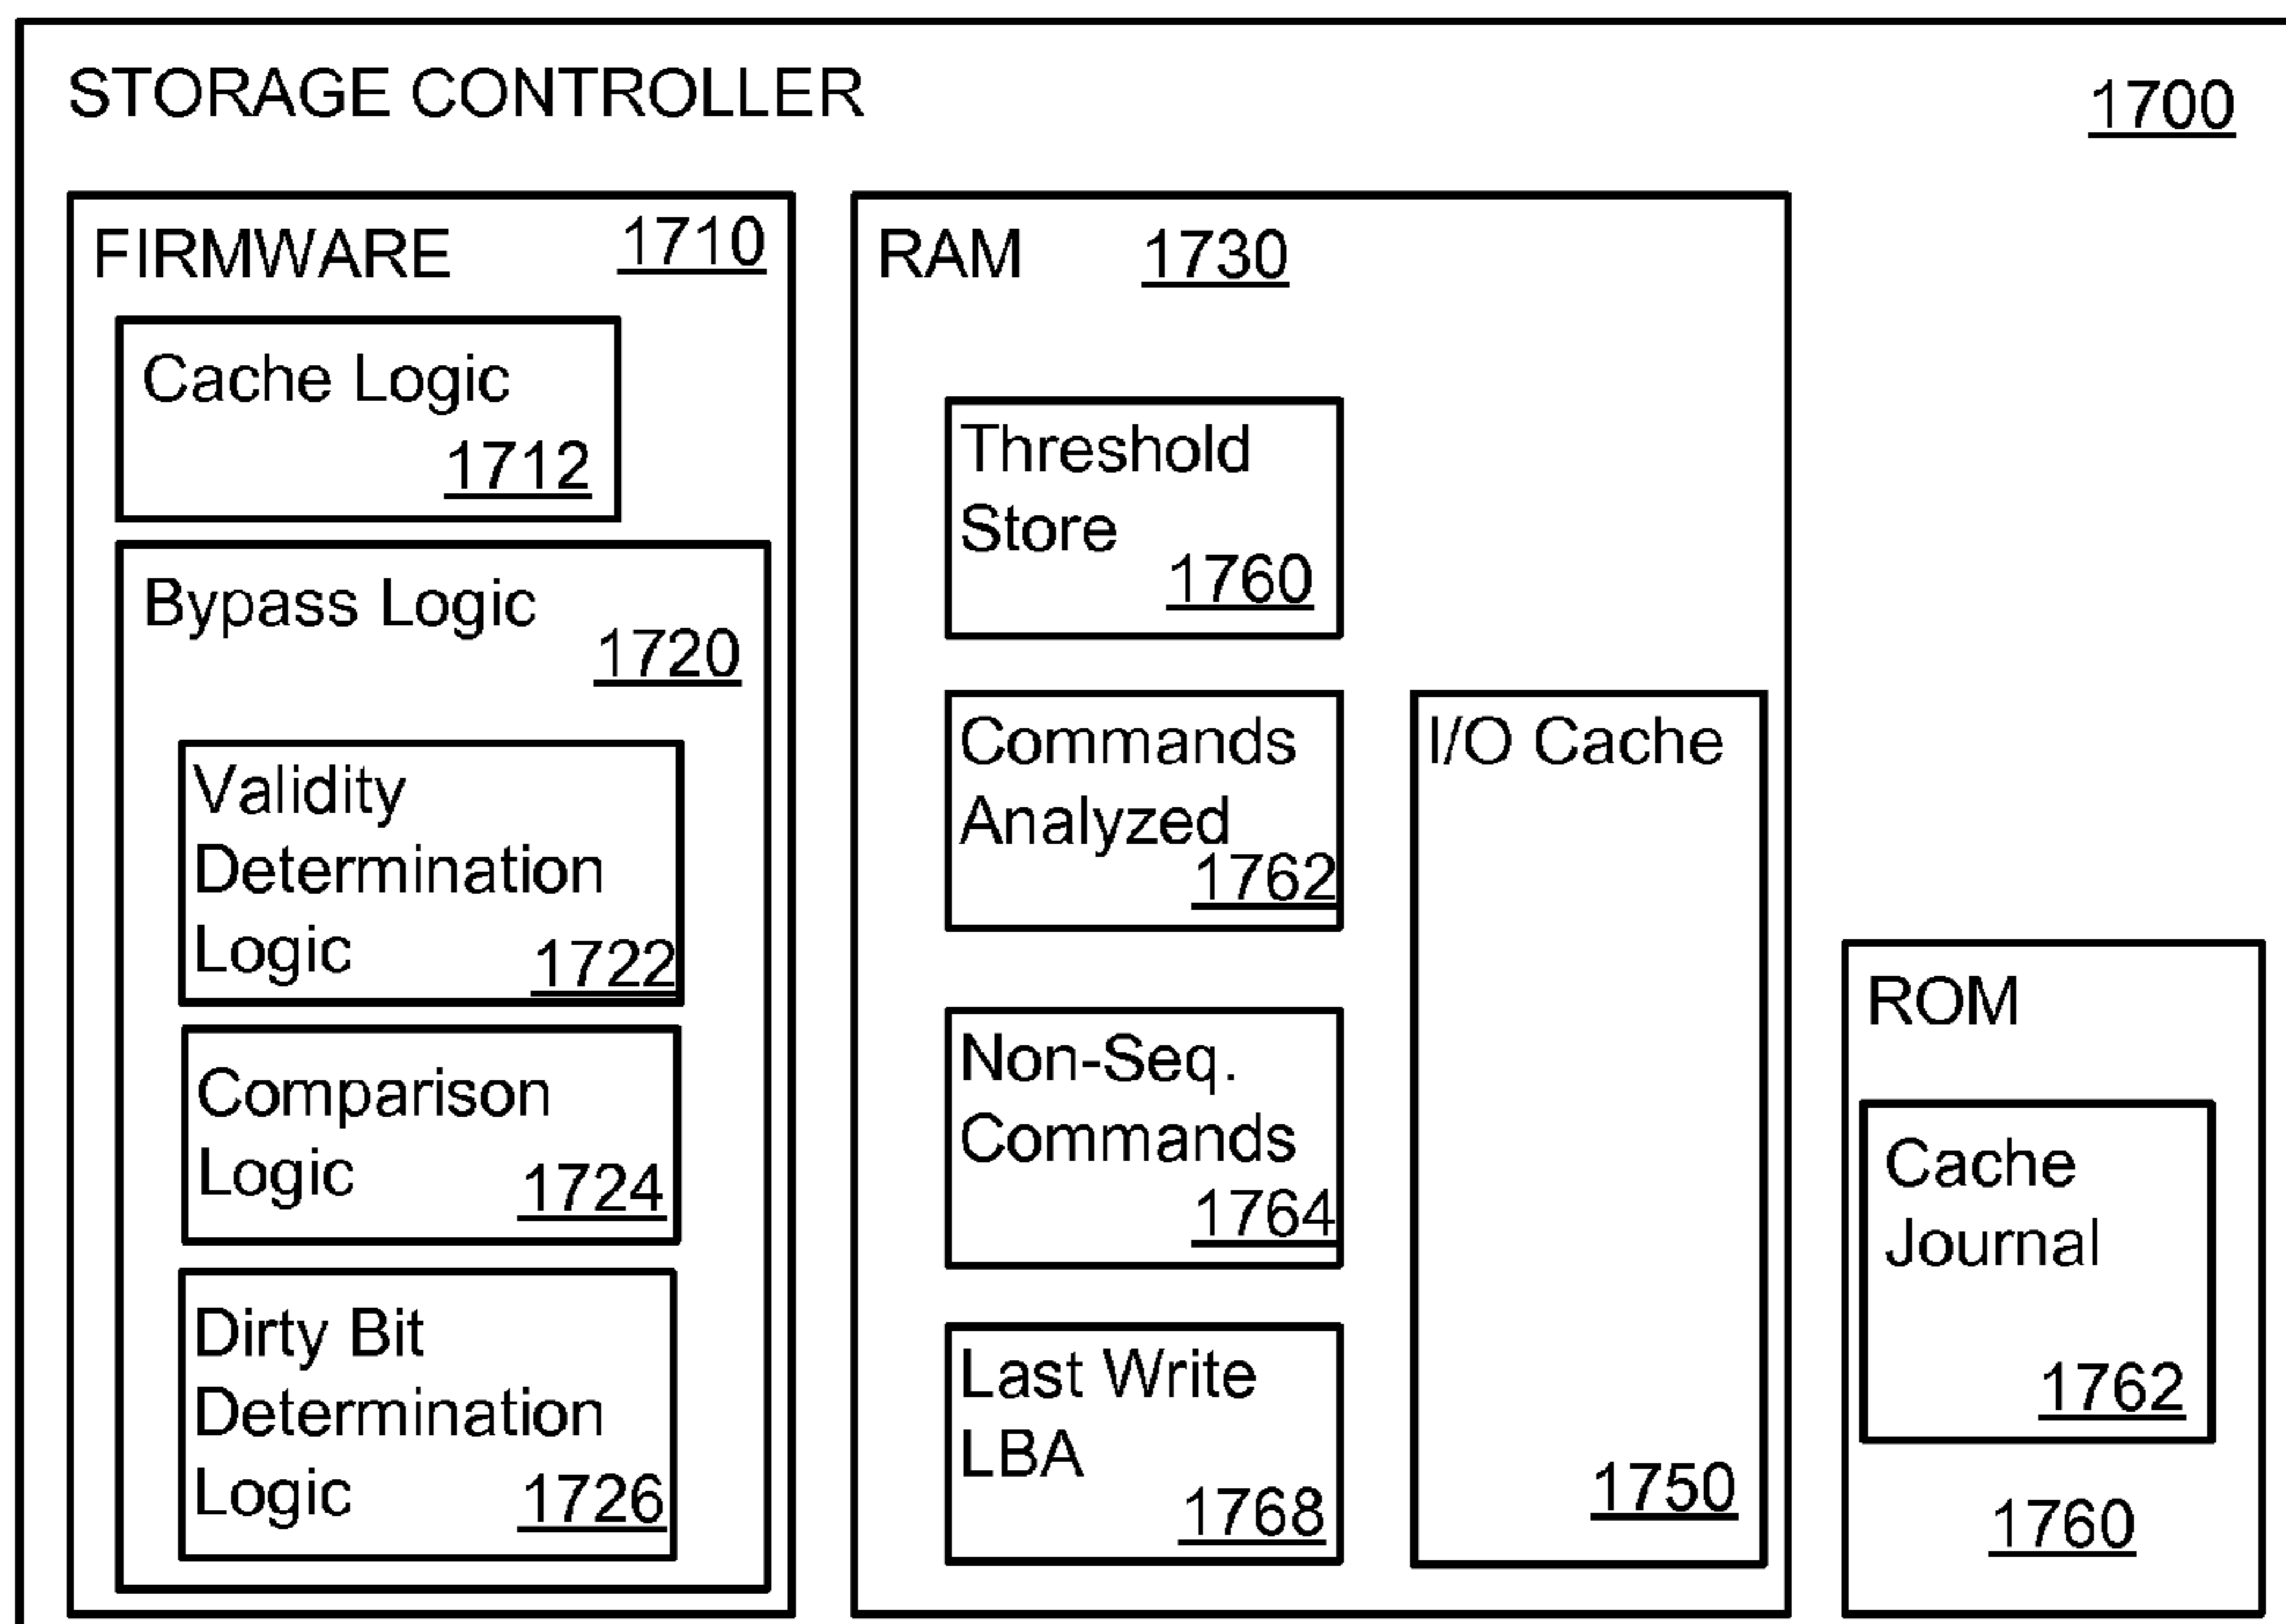 STORAGE CONTROLLER
1700
FIRMWARE
1710
Cache Logic
1712
Bypass Logic
1720
Validity
Determination
Logic
1722
Comparison
Logic
1724
Dirty Bit
Determination
Logic
1726
RAM
1730
Threshold
Store
1760
Commands
Analyzed
1762
Non-Seq.
Commands
1764
Last Write
LBA
1768
I/O Cache
1750
ROM
Cache
Journal
1762
1760